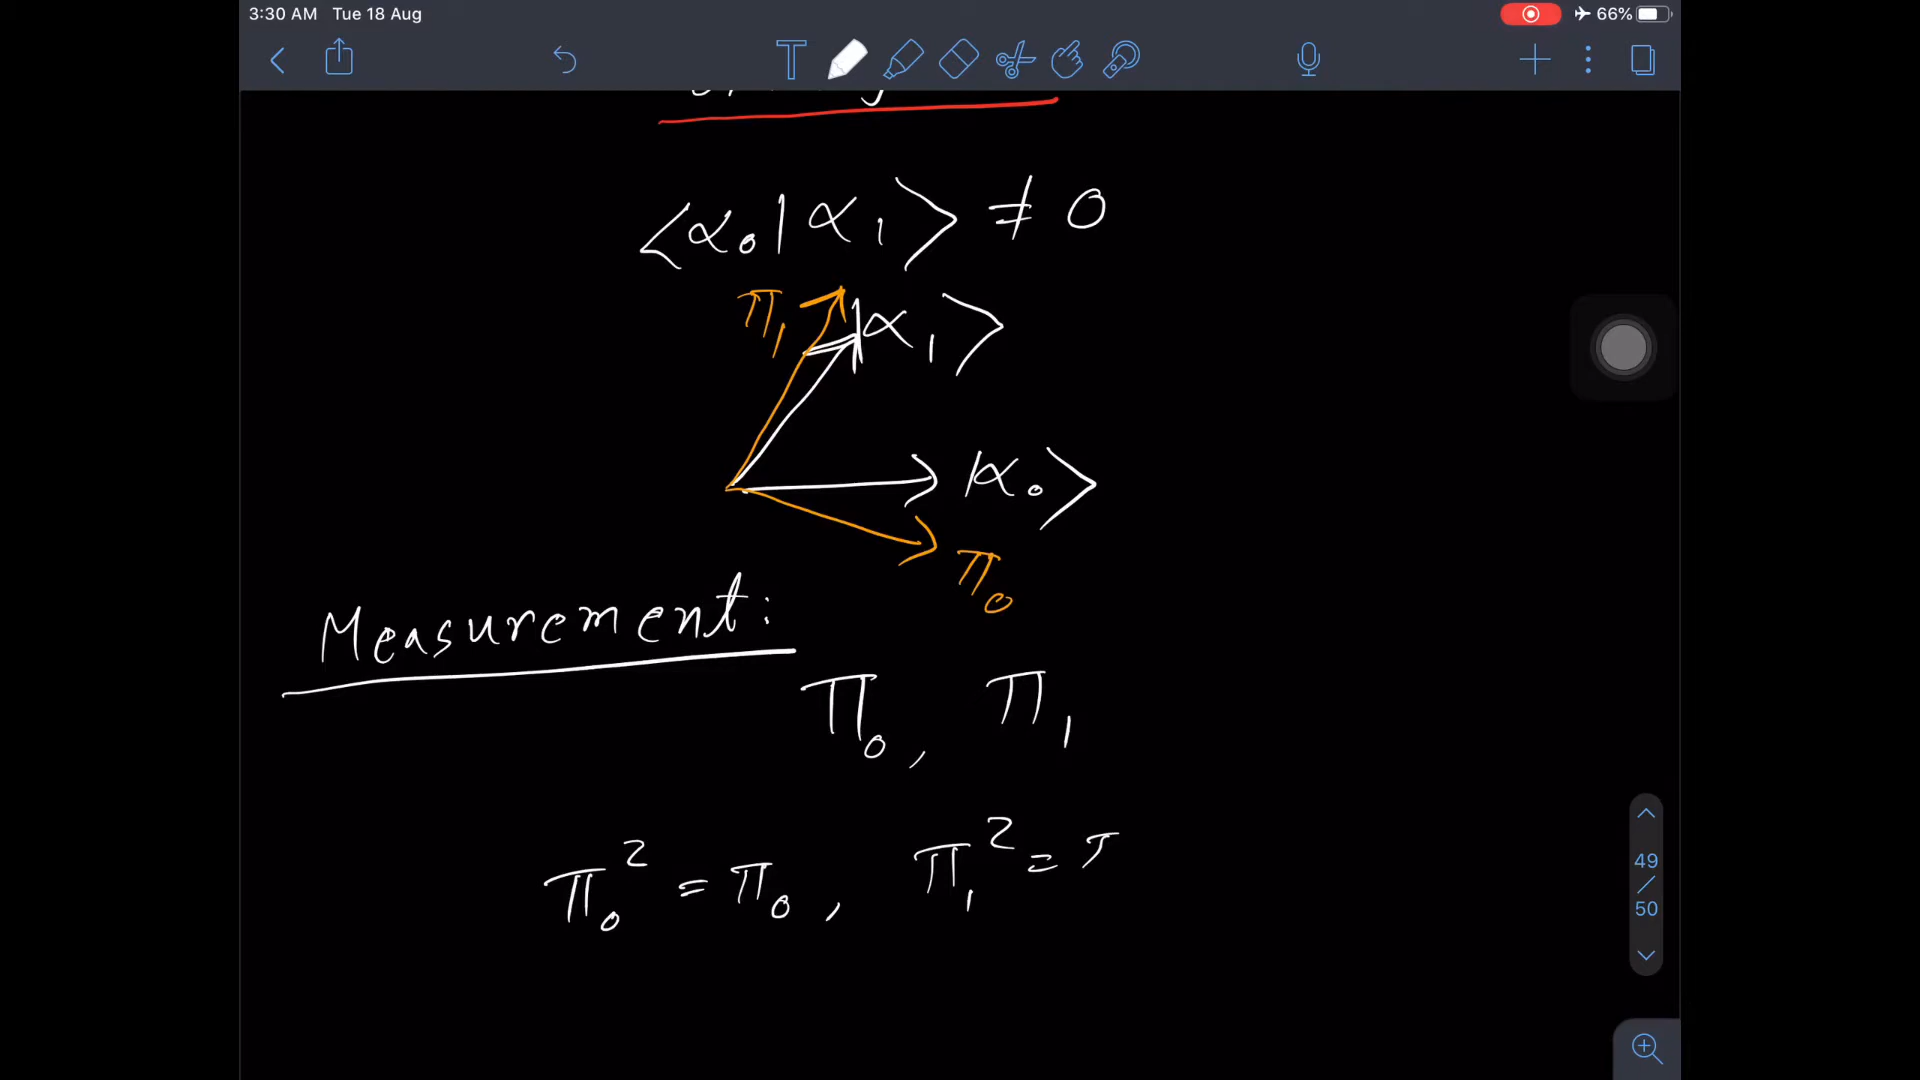 3:30 AM Tue 18 Aug 66%
T
⟨α₀|α₁⟩ ≠ 0
π₁ |α₁⟩
|α₀⟩
π₀
Measurement:
π₀, π₁
π₀² = π₀, π₁² =
49
/
50